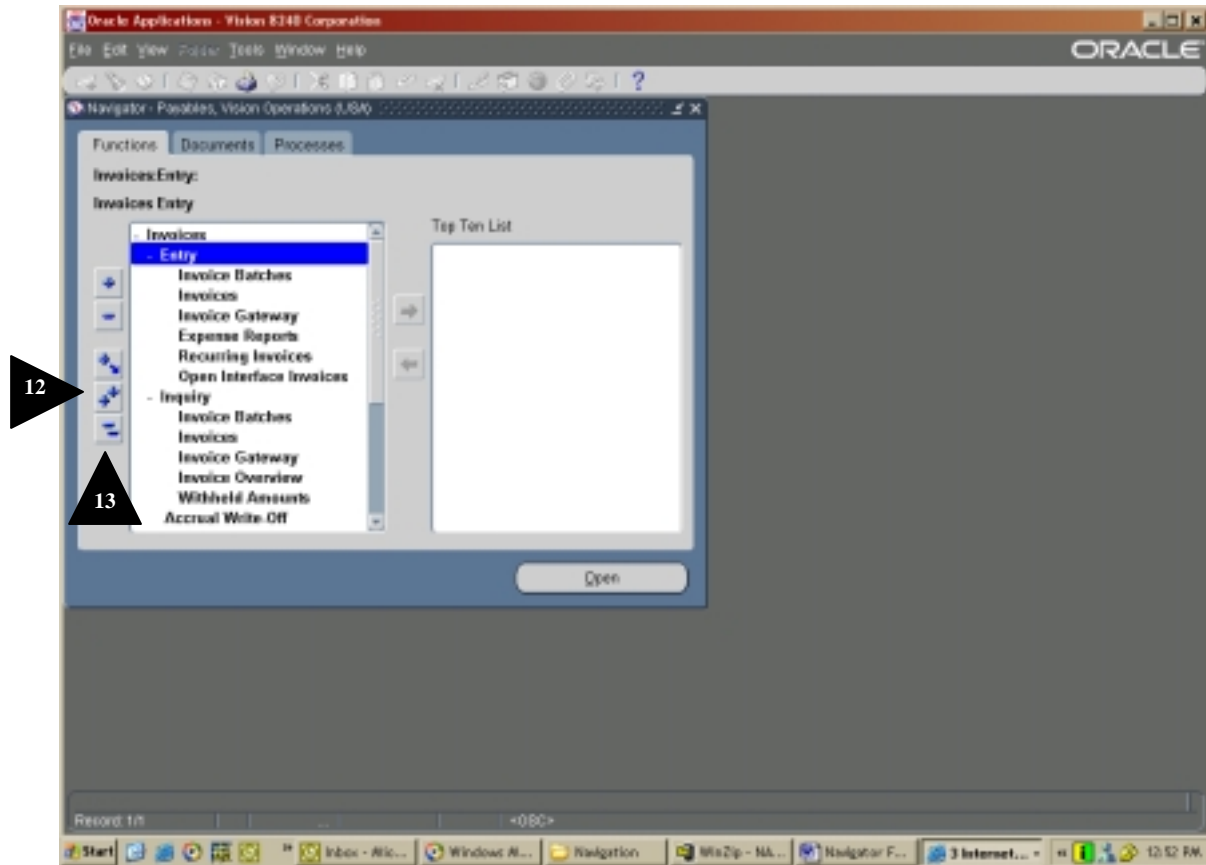 Oracle Applications - Vision 8240 Corporation
File Edit View Folder Tools Window Help
ORACLE
Navigator - Payables, Vision Operations (USA)
Functions Documents Processes
Invoices:Entry:
Invoices Entry
Top Ten List
- Invoices
- Entry
Invoice Batches
Invoices
Invoice Gateway
Expense Reports
Recurring Invoices
Open Interface Invoices
- Inquiry
Invoice Batches
Invoices
Invoice Gateway
Invoice Overview
Withheld Amounts
Accrual Write-Off
12
13
Open
Record: 1/1 ... <OSC>
Start Inbox - Mic... Windows M... Navigation WinZip - NA... Navigator F... 3 Internet... 12:52 PM